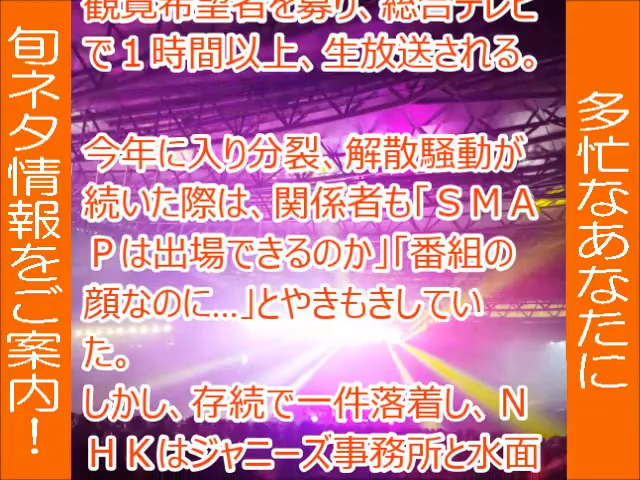 旬ネタ情報をご案内！
観覧希望者を募り、総合テレビ
で１時間以上、生放送される。
今年に入り分裂、解散騒動が
続いた際は、関係者も「ＳＭＡ
Ｐは出場できるのか」「番組の
顔なのに…」とやきもきしてい
た。
しかし、存続で一件落着し、Ｎ
ＨＫはジャニーズ事務所と水面
多忙なあなたに